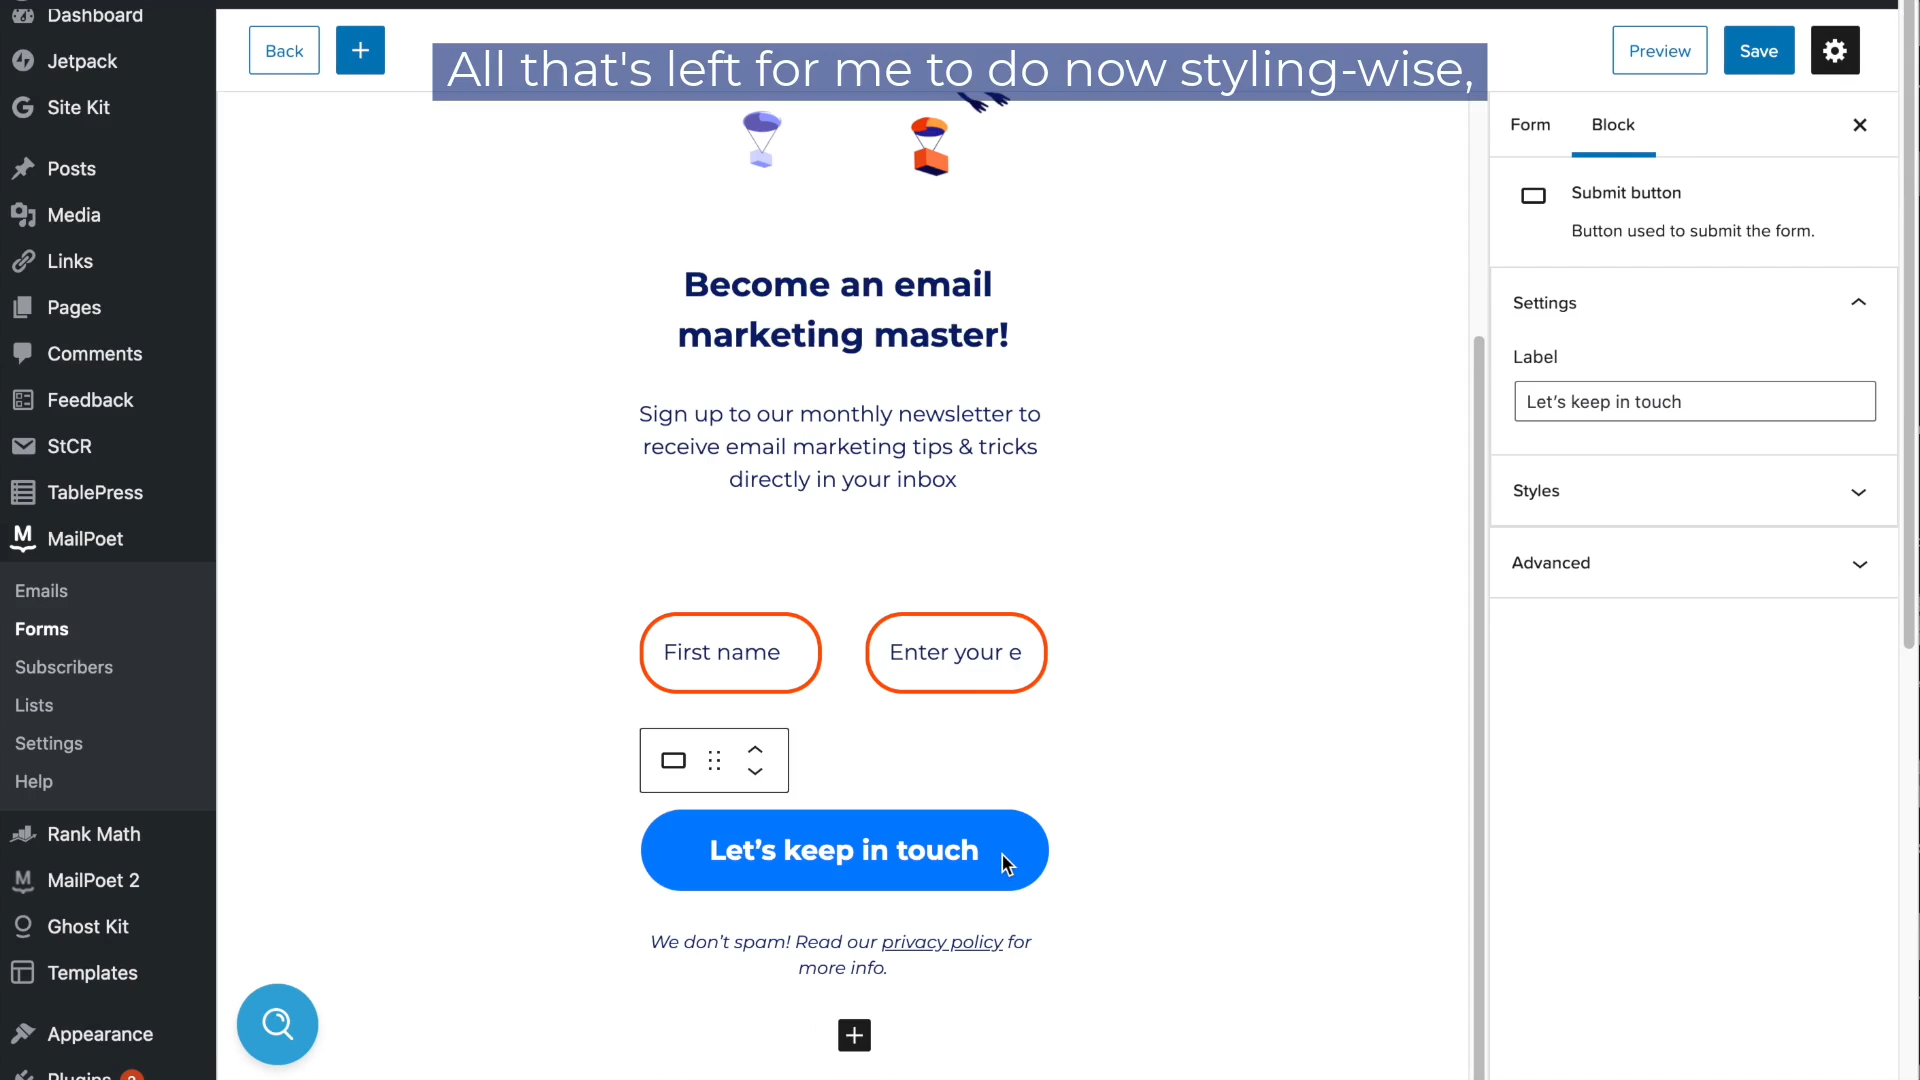 Dashboard
Jetpack
Site Kit
Posts
Media
Links
Pages
Comments
Feedback
StCR
TablePress
MailPoet
Emails
Forms
Subscribers
Lists
Settings
Help
Rank Math
MailPoet 2
Ghost Kit
Templates
Appearance
Plugins
Back
+
All that's left for me to do now styling-wise,
Preview
Save
Become an email
marketing master!
Sign up to our monthly newsletter to
receive email marketing tips & tricks
directly in your inbox
First name
Enter your e
Let's keep in touch
We don't spam! Read our privacy policy for
more info.
+
Form
Block
Submit button
Button used to submit the form.
Settings
Label
Let's keep in touch
Styles
Advanced